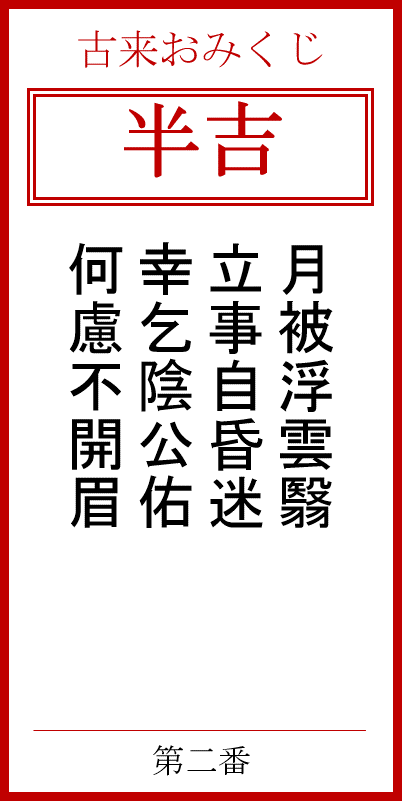 古来おみくじ
半吉
月被浮雲翳
立事自昏迷
幸乞陰公佑
何慮不開眉
第二番